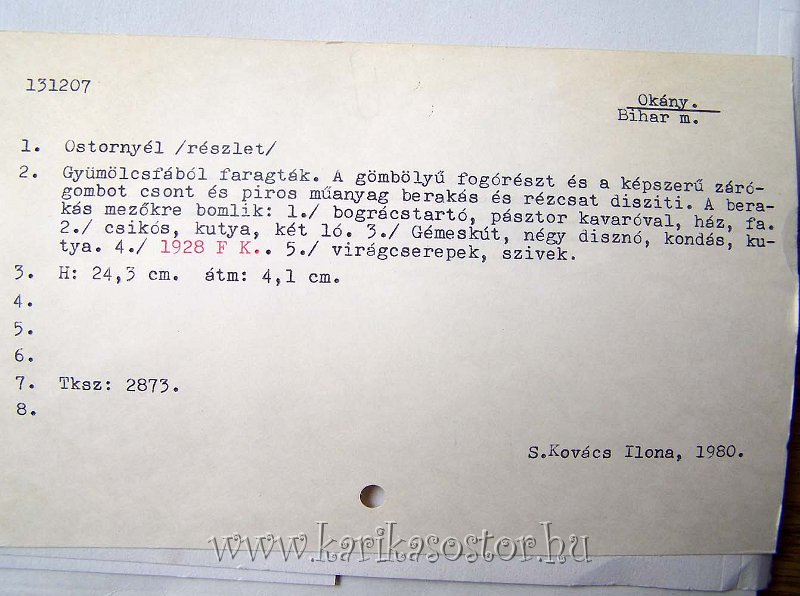 131207
Okány.
Bihar m.
1. Ostornyél /részlet/
2. Gyümölcsfából faragták. A gömbölyű fogórészt és a képszerű záró-
gombot csont és piros műanyag berakás és rézcsat disziti. A bera-
kás mezőkre bomlik: 1./ bográcstartó, pásztor kavaróval, ház, fa.
2./ csikós, kutya, két ló. 3./ Gémeskút, négy disznó, kondás, ku-
tya. 4./ 1928 F K.. 5./ virágcserepek, szivek.
3. H: 24,3 cm. átm: 4,1 cm.
4.
5.
6.
7. Tksz: 2873.
8.
S.Kovács Ilona, 1980.
www.karikasostor.hu